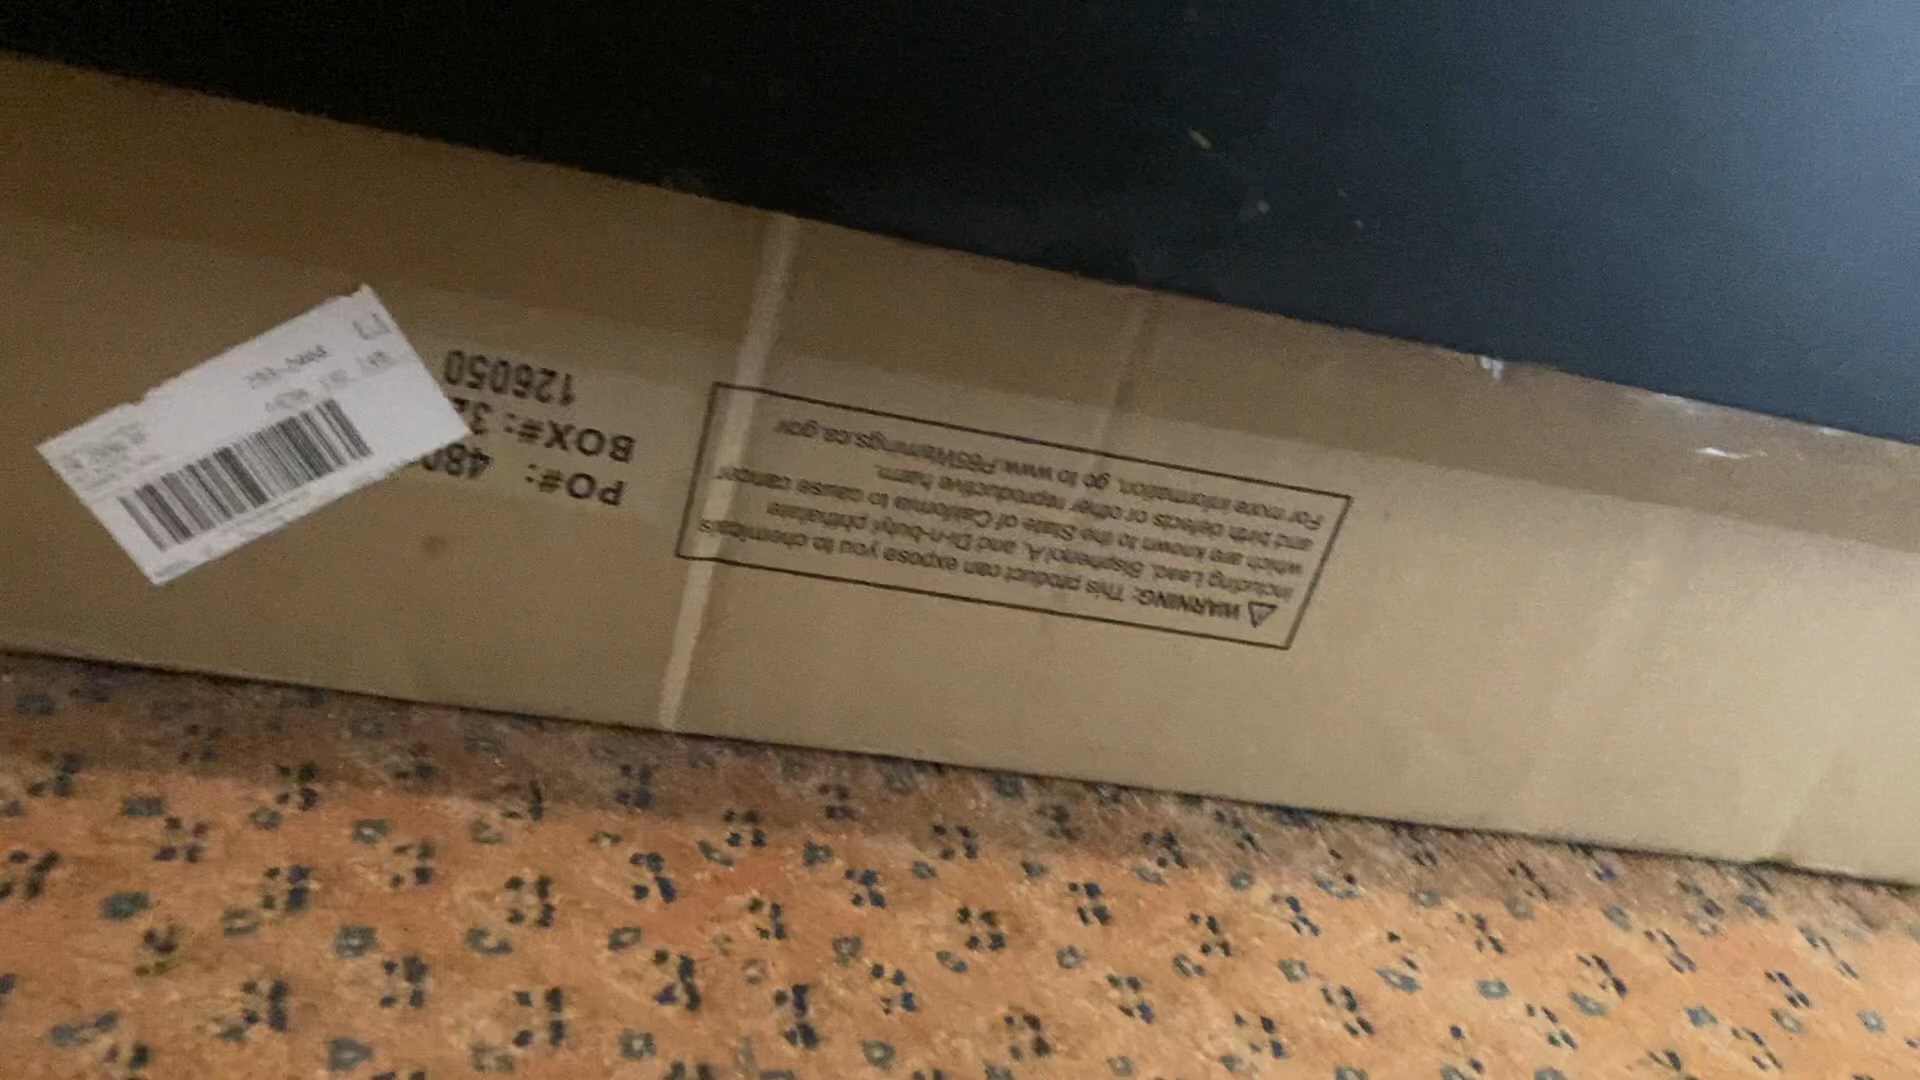 ⚠ WARNING: This product can expose you to chemicals
including Lead, Bisphenol A, and Di-n-butyl phthalate
which are known to the State of California to cause cancer
and birth defects or other reproductive harm.
For more information, go to www.P65Warnings.ca.gov
PO#: 480
BOX#: 32
126050